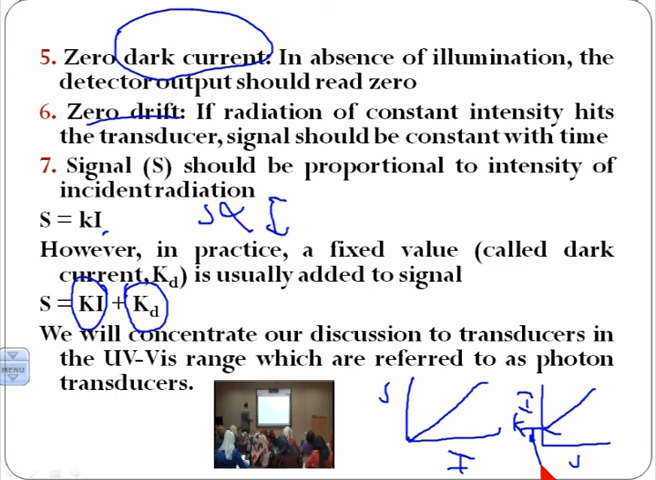 5. Zero dark current: In absence of illumination, the
detector output should read zero
6. Zero drift: If radiation of constant intensity hits
the transducer, signal should be constant with time
7. Signal (S) should be proportional to intensity of
incident radiation
S = kI
S ∝ I
However, in practice, a fixed value (called dark
current, Kd) is usually added to signal
S = KI + Kd
We will concentrate our discussion to transducers in
the UV-Vis range which are referred to as photon
transducers.
MENU
S
I
I
Kd
S